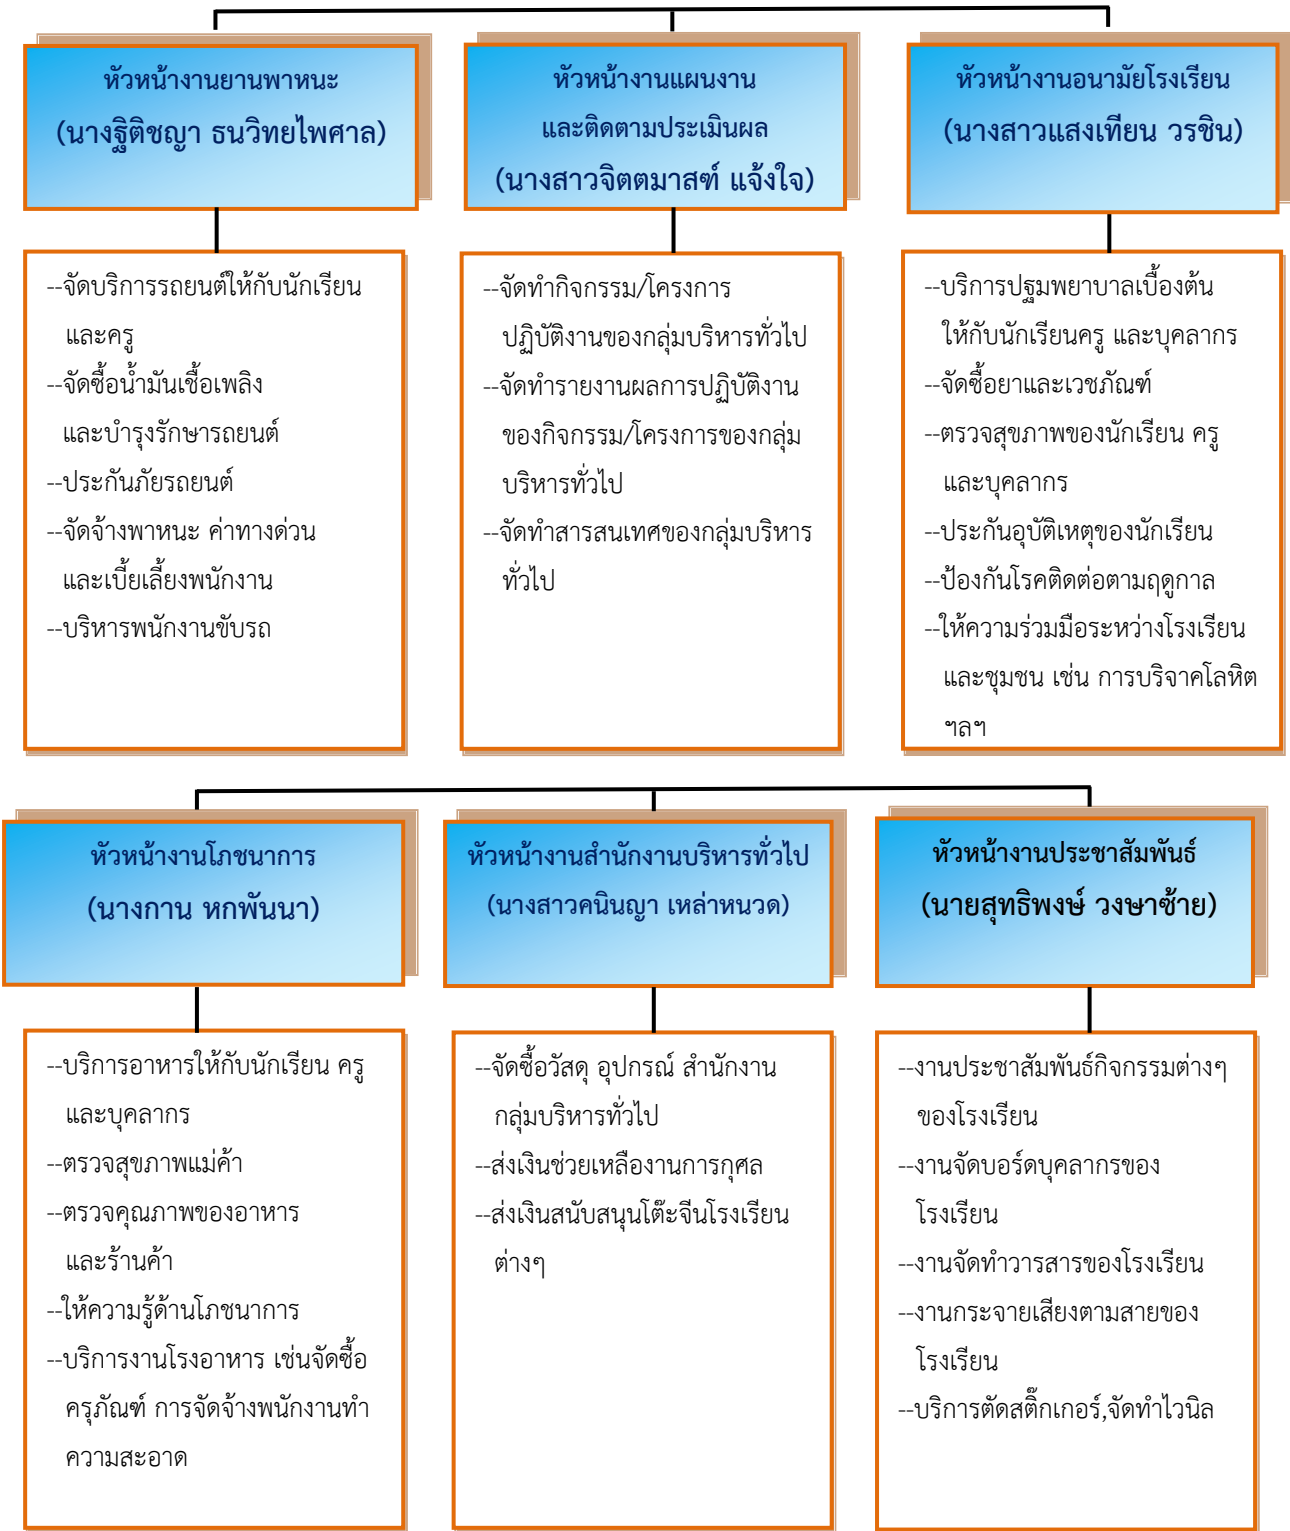 หัวหน้างานยานพาหนะ
(นางฐิติชญา ธนวิทยไพศาล)
หัวหน้างานแผนงาน
และติดตามประเมินผล
(นางสาวจิตตมาสฑ์ แจ้งใจ)
หัวหน้างานอนามัยโรงเรียน
(นางสาวแสงเทียน วรชิน)
--จัดบริการรถยนต์ให้กับนักเรียน
และครู
--จัดซื้อน้ำมันเชื้อเพลิง
และบำรุงรักษารถยนต์
--ประกันภัยรถยนต์
--จัดจ้างพาหนะ ค่าทางด่วน
และเบี้ยเลี้ยงพนักงาน
--บริหารพนักงานขับรถ
--จัดทำกิจกรรม/โครงการ
ปฏิบัติงานของกลุ่มบริหารทั่วไป
--จัดทำรายงานผลการปฏิบัติงาน
ของกิจกรรม/โครงการของกลุ่ม
บริหารทั่วไป
--จัดทำสารสนเทศของกลุ่มบริหาร
ทั่วไป
--บริการปฐมพยาบาลเบื้องต้น
ให้กับนักเรียนครู และบุคลากร
--จัดซื้อยาและเวชภัณฑ์
--ตรวจสุขภาพของนักเรียน ครู
และบุคลากร
--ประกันอุบัติเหตุของนักเรียน
--ป้องกันโรคติดต่อตามฤดูกาล
--ให้ความร่วมมือระหว่างโรงเรียน
และชุมชน เช่น การบริจาคโลหิต
ฯลฯ
หัวหน้างานโภชนาการ
(นางกาน หกพันนา)
หัวหน้างานสำนักงานบริหารทั่วไป
(นางสาวคนินญา เหล่าหนวด)
หัวหน้างานประชาสัมพันธ์
(นายสุทธิพงษ์ วงษาซ้าย)
--บริการอาหารให้กับนักเรียน ครู
และบุคลากร
--ตรวจสุขภาพแม่ค้า
--ตรวจคุณภาพของอาหาร
และร้านค้า
--ให้ความรู้ด้านโภชนาการ
--บริการงานโรงอาหาร เช่นจัดซื้อ
ครุภัณฑ์ การจัดจ้างพนักงานทำ
ความสะอาด
--จัดซื้อวัสดุ อุปกรณ์ สำนักงาน
กลุ่มบริหารทั่วไป
--ส่งเงินช่วยเหลืองานการกุศล
--ส่งเงินสนับสนุนโต๊ะจีนโรงเรียน
ต่างๆ
--งานประชาสัมพันธ์กิจกรรมต่างๆ
ของโรงเรียน
--งานจัดบอร์ดบุคลากรของ
โรงเรียน
--งานจัดทำวารสารของโรงเรียน
--งานกระจายเสียงตามสายของ
โรงเรียน
--บริการตัดสติ๊กเกอร์,จัดทำไวนิล